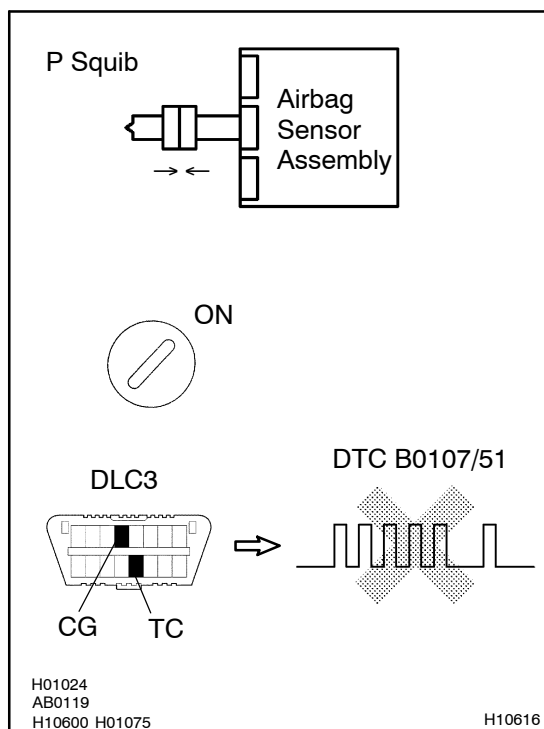 P Squib
Airbag
Sensor
Assembly
ON
DTC B0107/51
DLC3
CG TC
H01024
AB0119
H10600 H01075
H10616